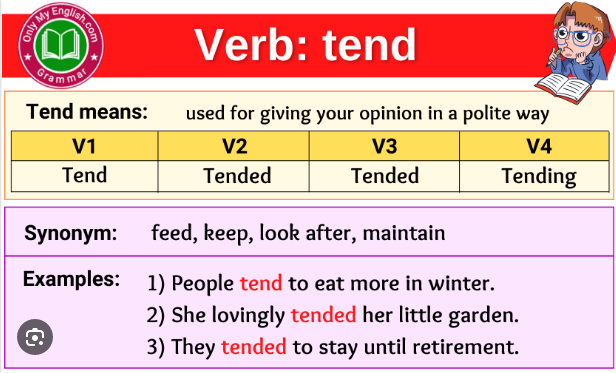 Only My English.com
Grammar
Verb: tend
Tend means: used for giving your opinion in a polite way
V1 V2 V3 V4
Tend Tended Tended Tending
Synonym: feed, keep, look after, maintain
Examples: 1) People tend to eat more in winter.
2) She lovingly tended her little garden.
3) They tended to stay until retirement.